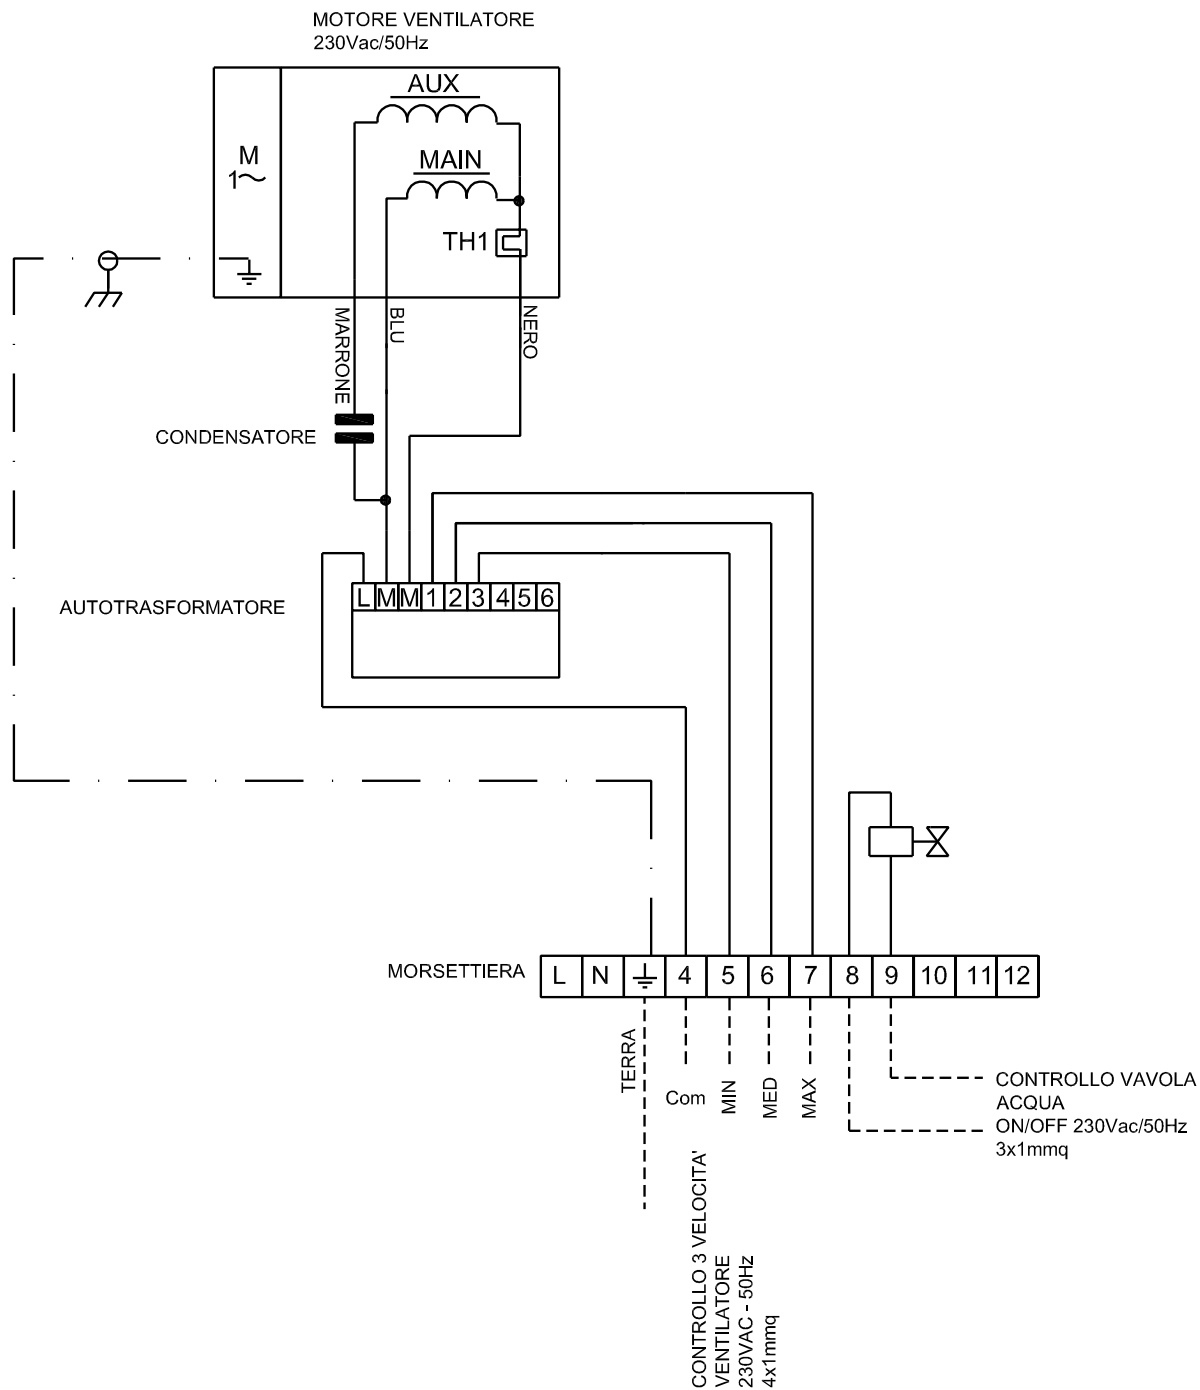 MOTORE VENTILATORE
230Vac/50Hz
AUX
M
1~
MAIN
TH1
MARRONE
BLU
NERO
CONDENSATORE
AUTOTRASFORMATORE
L M M 1 2 3 4 5 6
MORSETTIERA
L N 4 5 6 7 8 9 10 11 12
TERRA
Com
MIN
MED
MAX
CONTROLLO VAVOLA
ACQUA
ON/OFF 230Vac/50Hz
3x1mmq
CONTROLLO 3 VELOCITA'
VENTILATORE
230VAC - 50Hz
4x1mmq